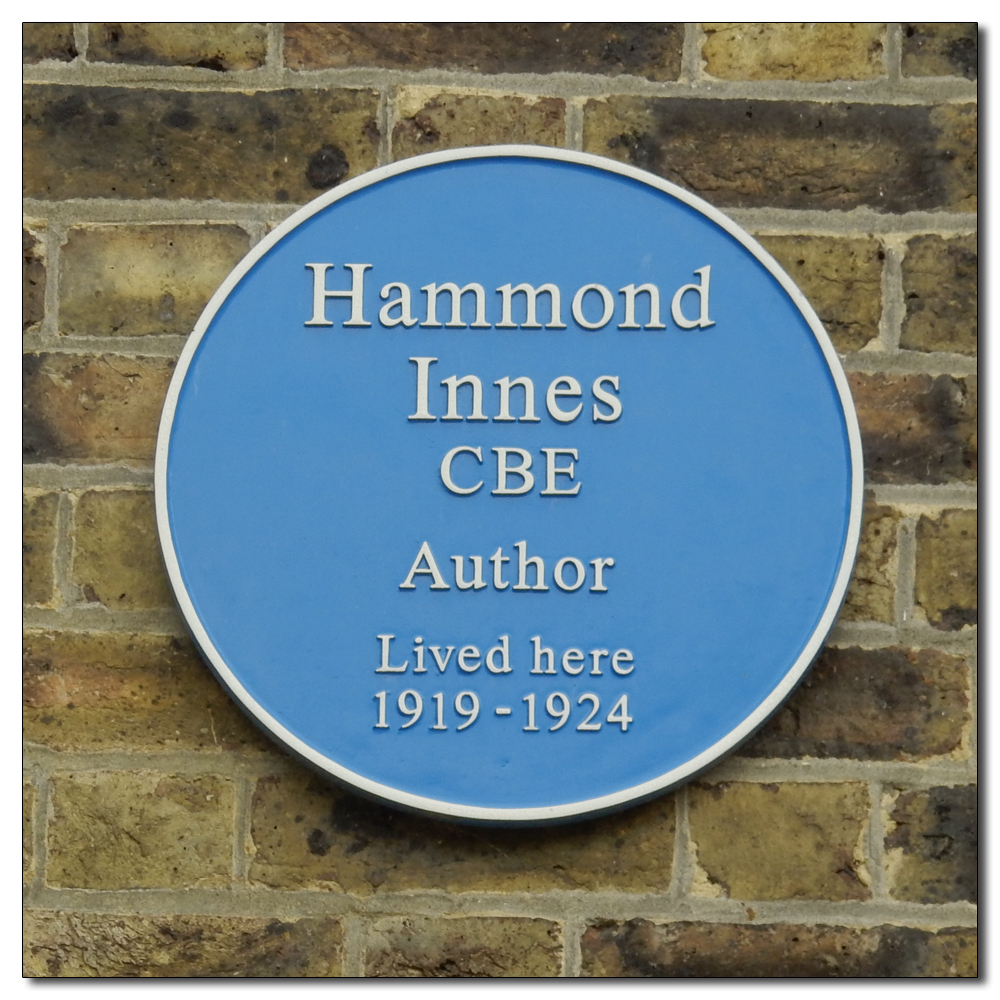 Hammond
Innes
CBE
Author
Lived here
1919-1924